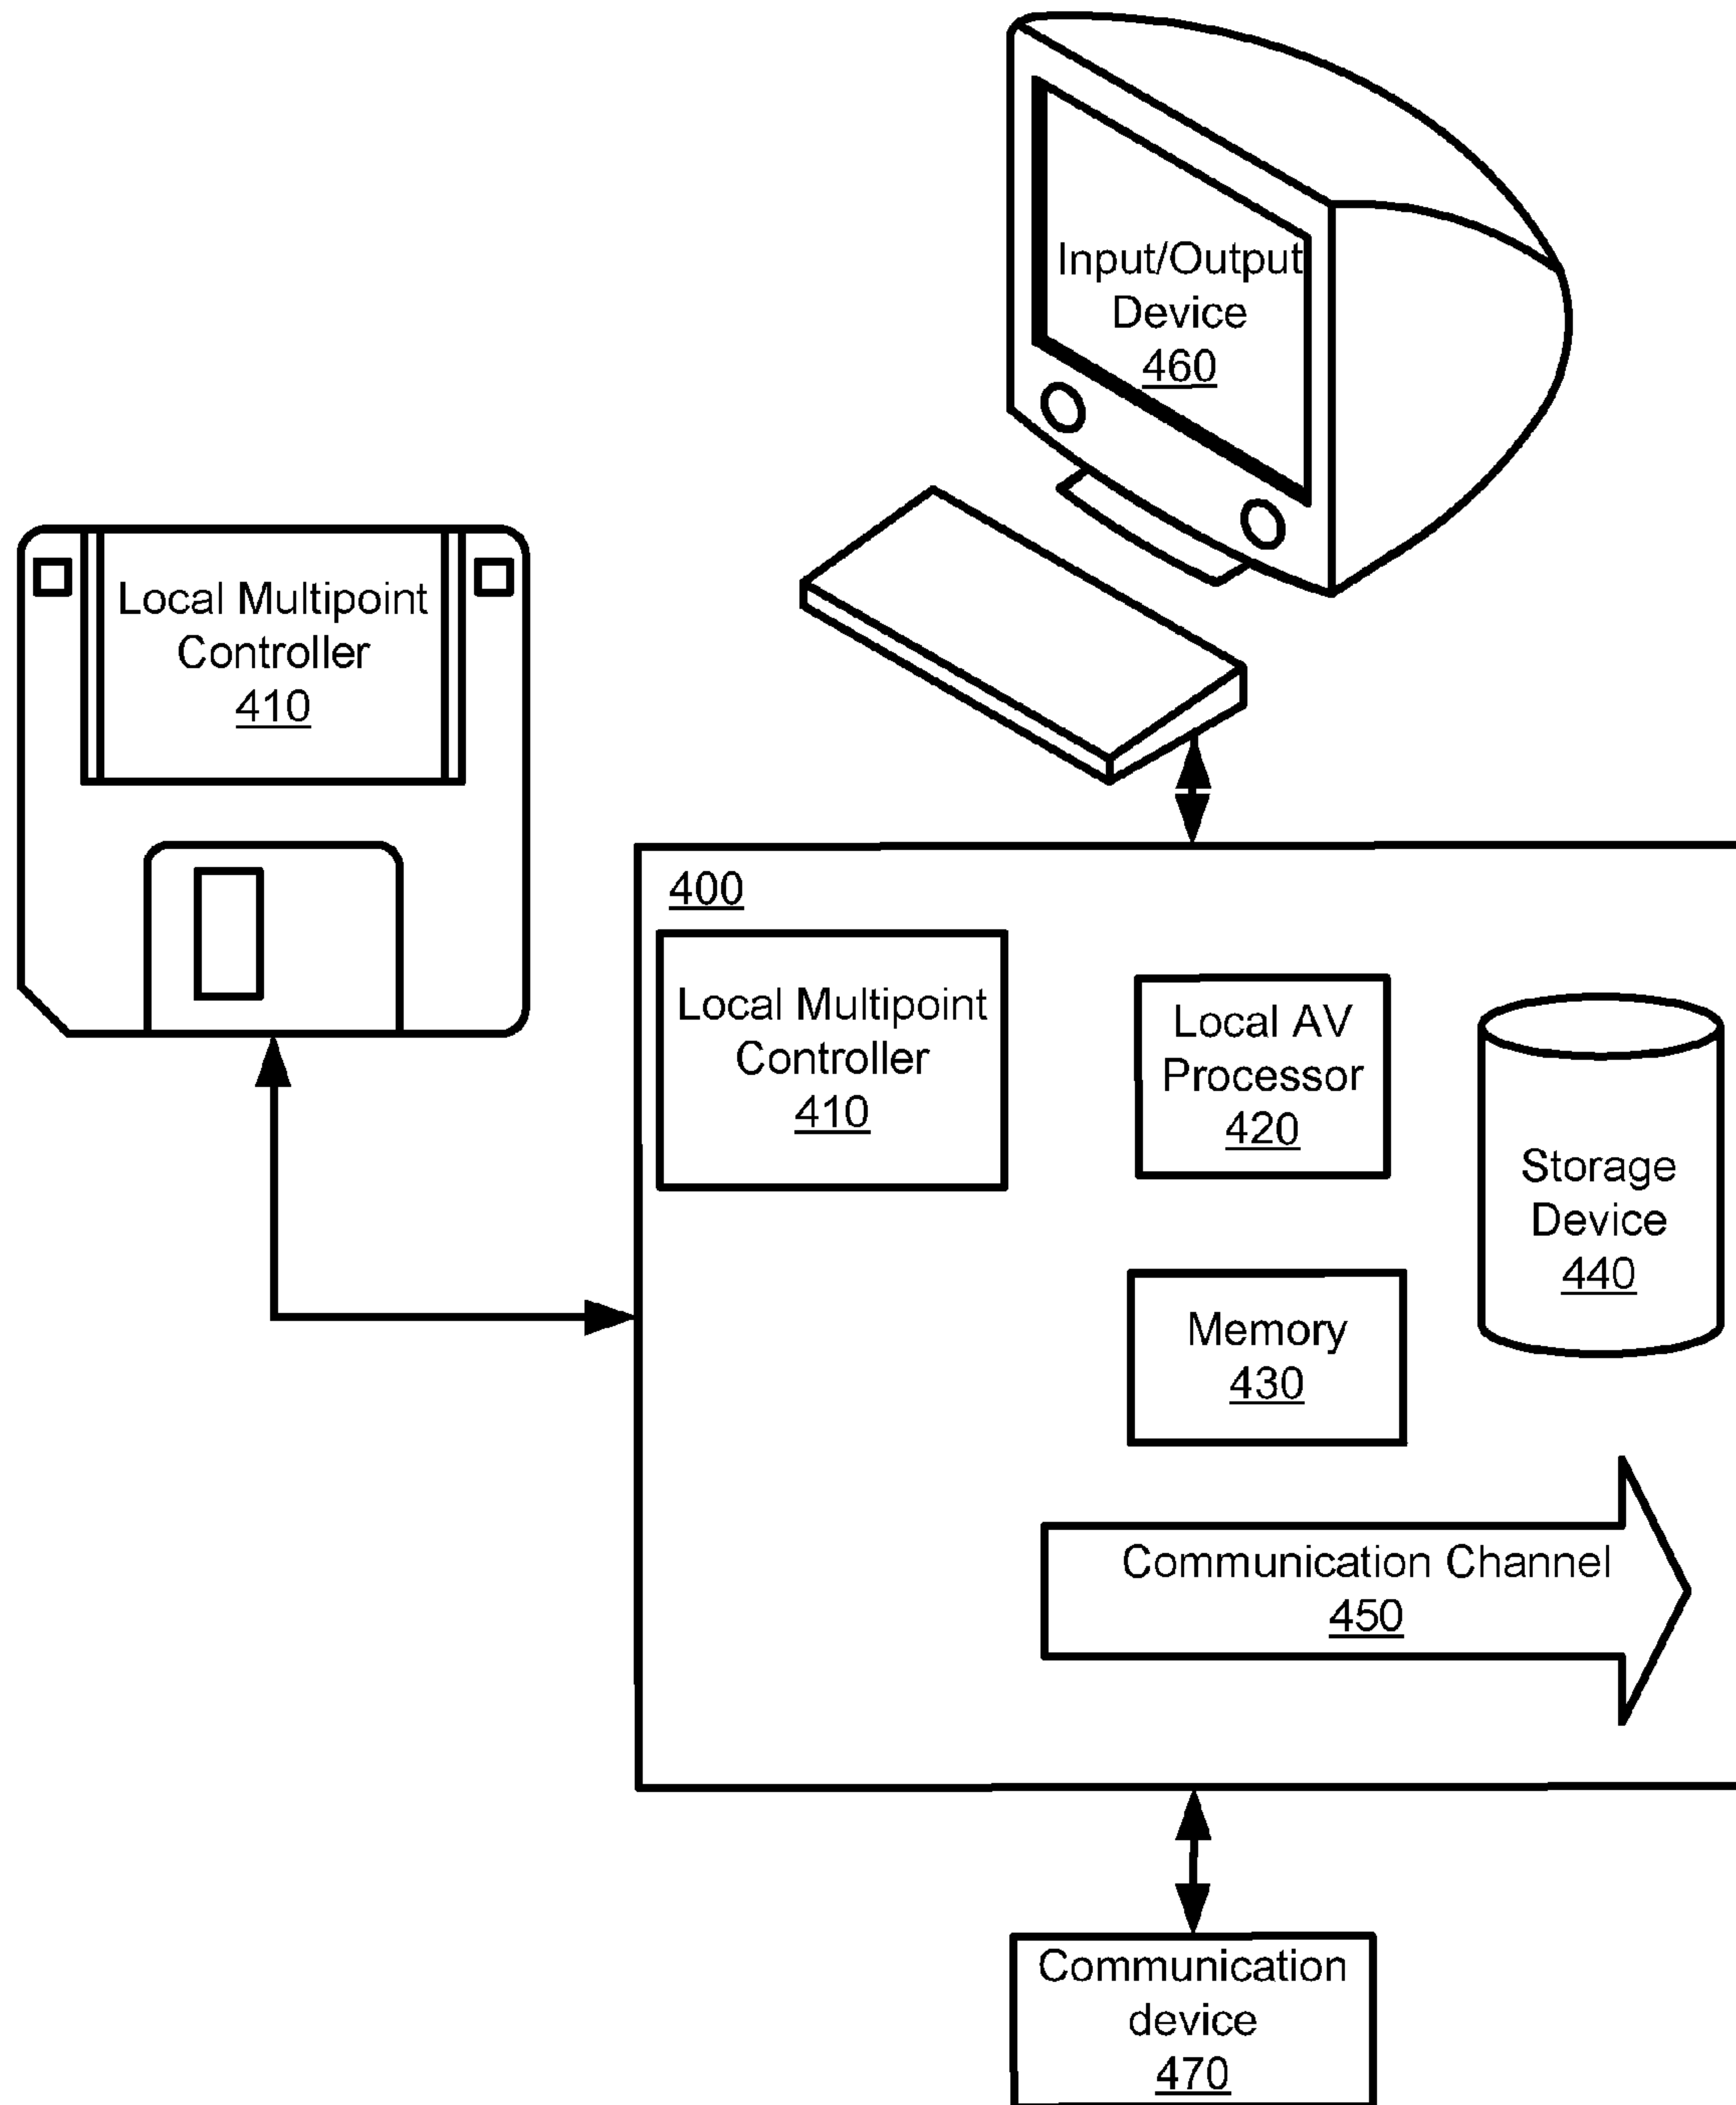 Input/Output
Device
460
Local Multipoint
Controller
410
400
Local Multipoint
Controller
410
Local AV
Processor
420
Storage
Device
440
Memory
430
Communication Channel
450
Communication
device
470